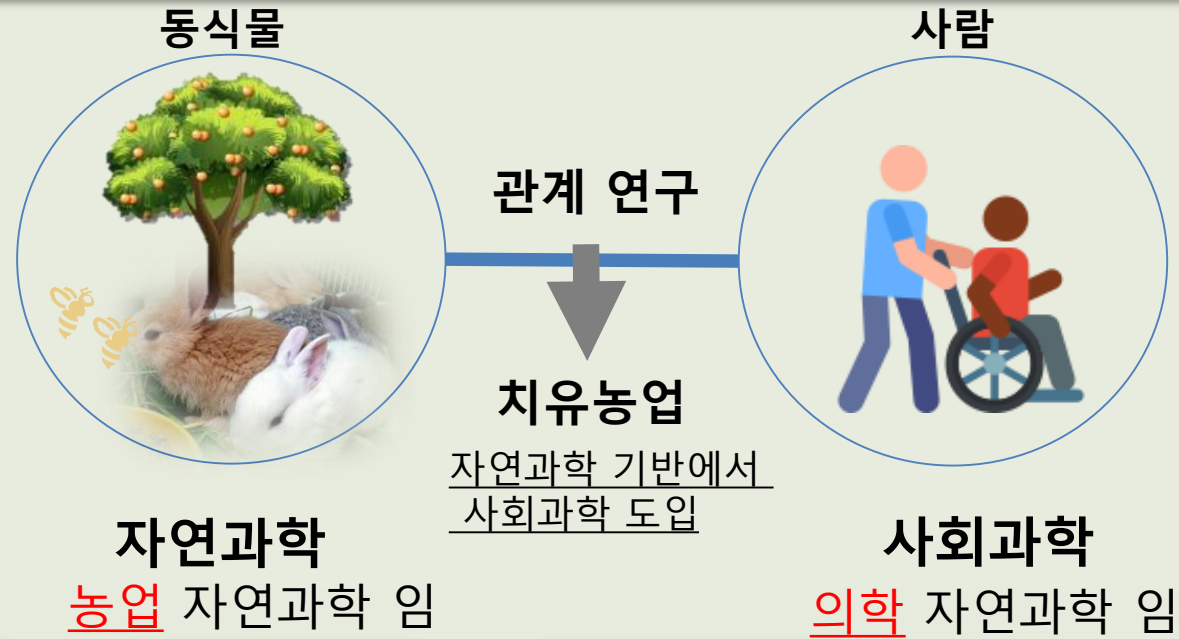 동식물
사람
관계 연구
치유농업
자연과학 기반에서
사회과학 도입
자연과학
농업 자연과학 임
사회과학
의학 자연과학 임